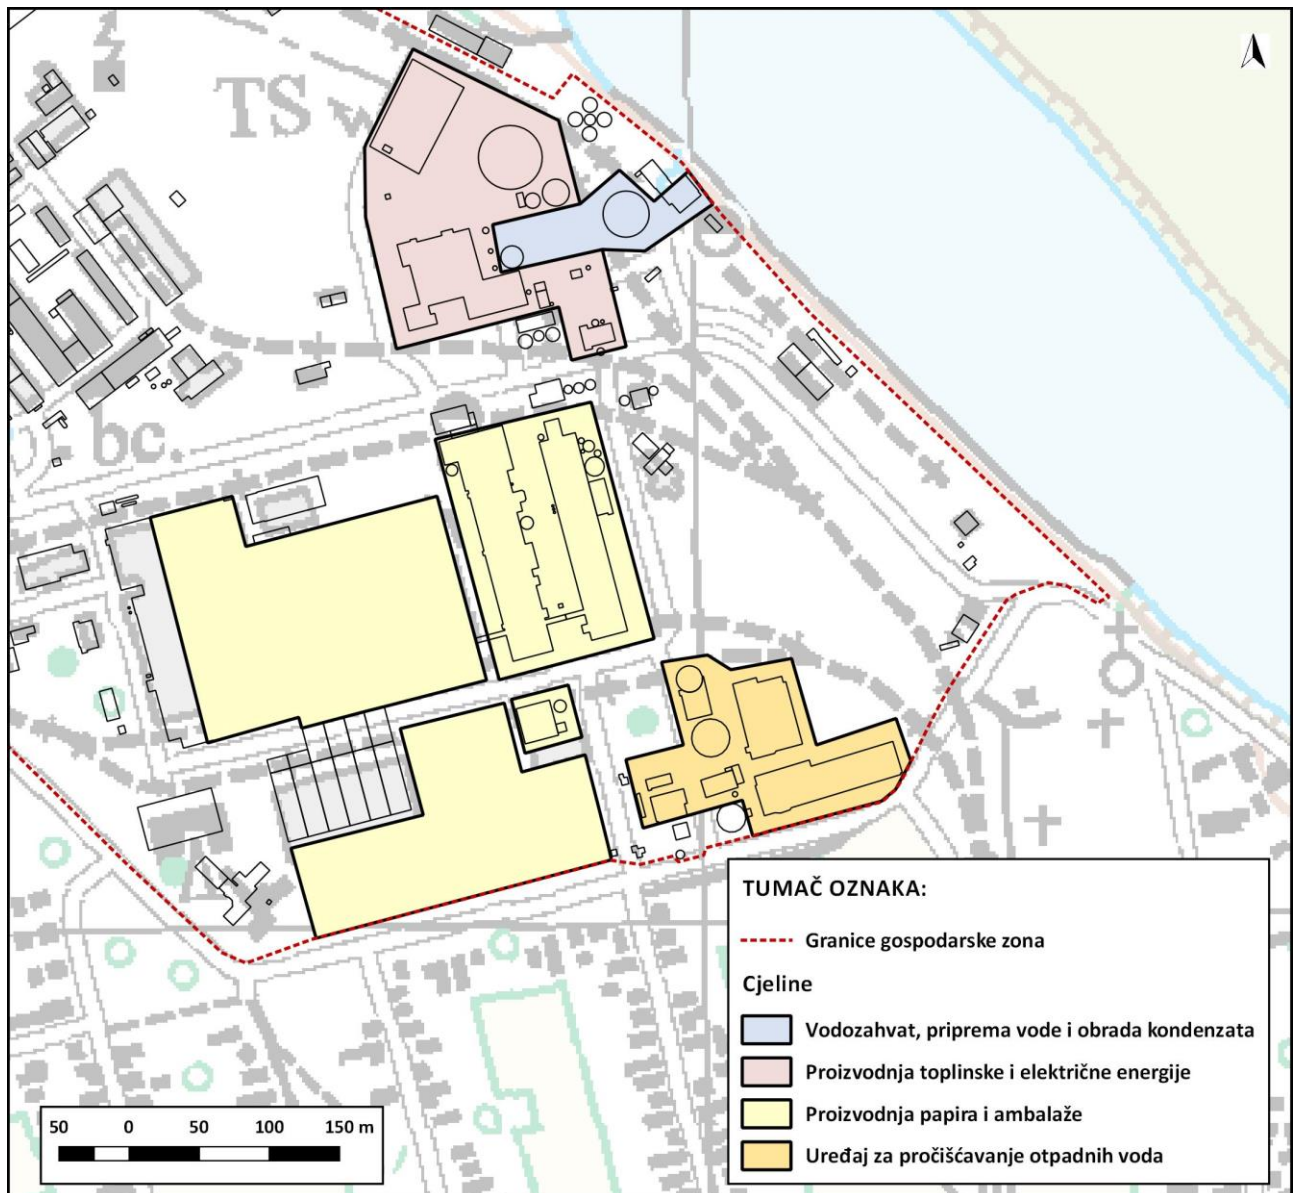 TS
bc.
TUMAČ OZNAKA:
Granice gospodarske zona
Cjeline
Vodozahvat, priprema vode i obrada kondenzata
Proizvodnja toplinske i električne energije
Proizvodnja papira i ambalaže
Uređaj za pročišćavanje otpadnih voda
50 0 50 100 150 m